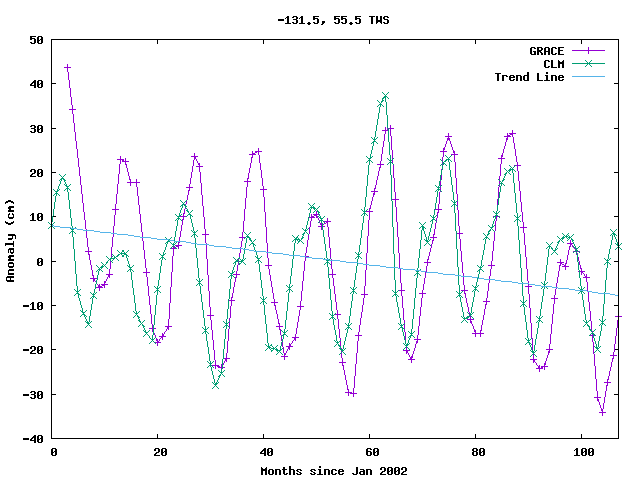 -131.5, 55.5 TWS
GRACE
CLM
Trend Line
50
40
30
20
10
0
-10
-20
-30
-40
Anomaly (cm)
0 20 40 60 80 100
Months since Jan 2002